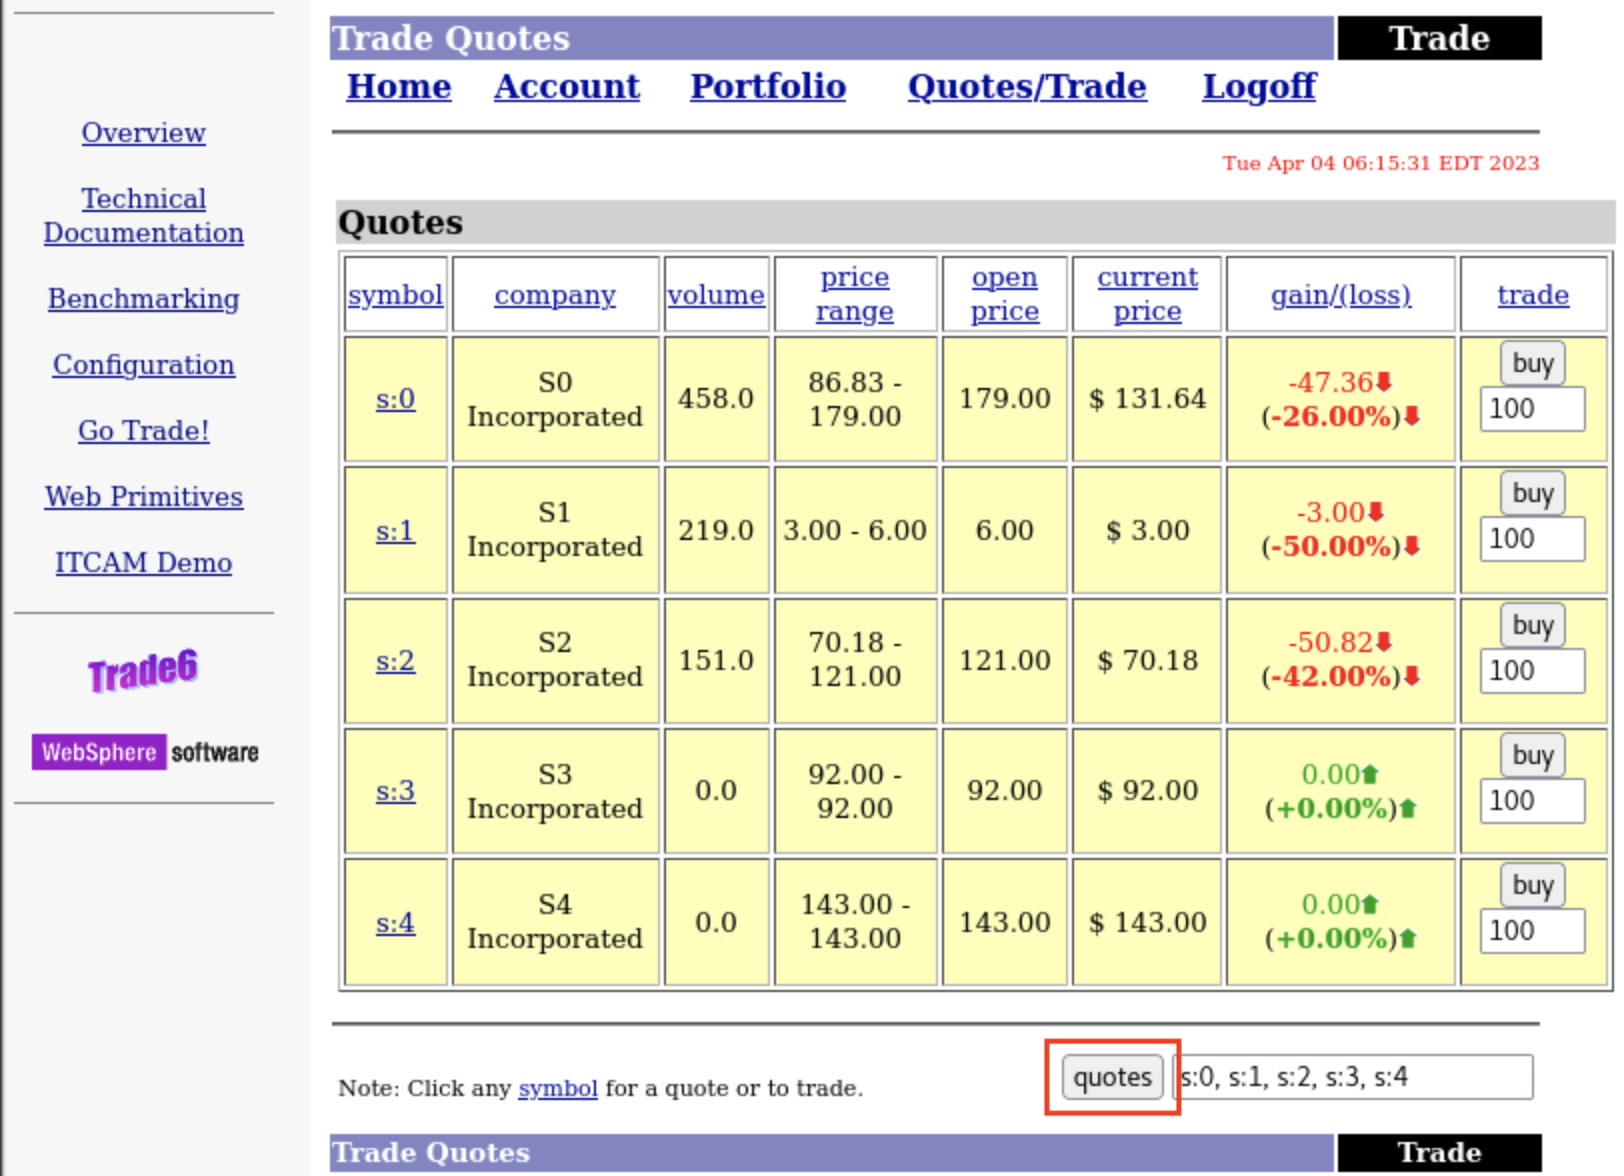 Trade Quotes Trade
Home Account Portfolio Quotes/Trade Logoff
Tue Apr 04 06:15:31 EDT 2023
Overview
Technical
Documentation
Benchmarking
Configuration
Go Trade!
Web Primitives
ITCAM Demo
Trade6
WebSphere software
Quotes
symbol company volume price range open price current price gain/(loss) trade
s:0 S0 Incorporated 458.0 86.83 - 179.00 179.00 $ 131.64 -47.36 (-26.00%) buy 100
s:1 S1 Incorporated 219.0 3.00 - 6.00 6.00 $ 3.00 -3.00 (-50.00%) buy 100
s:2 S2 Incorporated 151.0 70.18 - 121.00 121.00 $ 70.18 -50.82 (-42.00%) buy 100
s:3 S3 Incorporated 0.0 92.00 - 92.00 92.00 $ 92.00 0.00 (+0.00%) buy 100
s:4 S4 Incorporated 0.0 143.00 - 143.00 143.00 $ 143.00 0.00 (+0.00%) buy 100
Note: Click any symbol for a quote or to trade. quotes s:0, s:1, s:2, s:3, s:4
Trade Quotes Trade